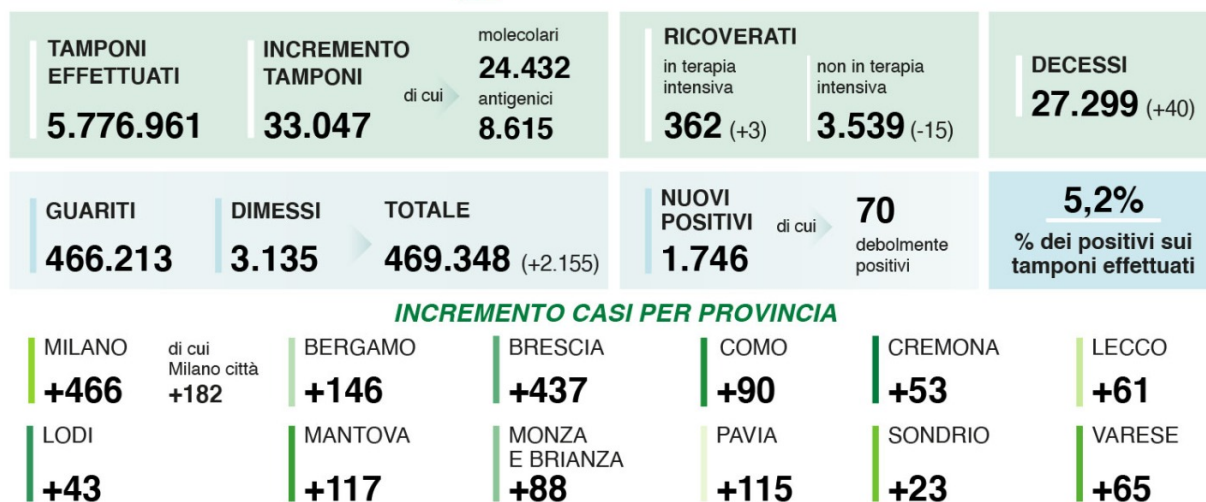 TAMPONI
EFFETTUATI
5.776.961
INCREMENTO
TAMPONI
33.047
di cui
molecolari
24.432
antigenici
8.615
RICOVERATI
in terapia
intensiva
362 (+3)
non in terapia
intensiva
3.539 (-15)
DECESSI
27.299 (+40)
GUARITI
466.213
DIMESSI
3.135
TOTALE
469.348 (+2.155)
NUOVI
POSITIVI
1.746
di cui
70
debolmente
positivi
5,2%
% dei positivi sui
tamponi effettuati
INCREMENTO CASI PER PROVINCIA
MILANO
+466
di cui
Milano città
+182
BERGAMO
+146
BRESCIA
+437
COMO
+90
CREMONA
+53
LECCO
+61
LODI
+43
MANTOVA
+117
MONZA
E BRIANZA
+88
PAVIA
+115
SONDRIO
+23
VARESE
+65